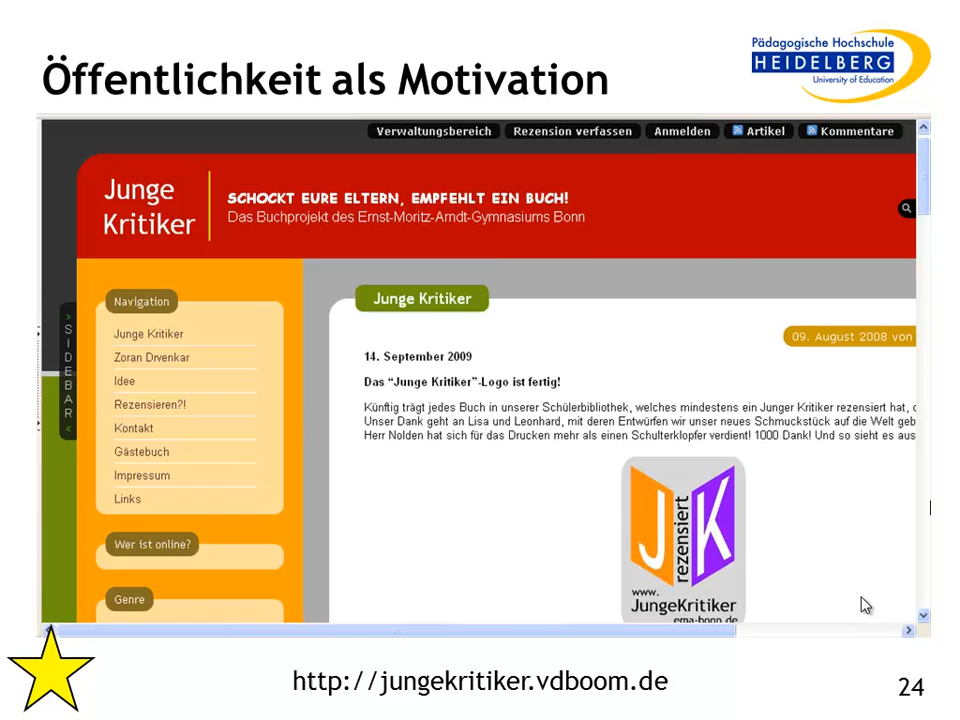 Öffentlichkeit als Motivation
Pädagogische Hochschule
HEIDELBERG
University of Education
Verwaltungsbereich
Rezension verfassen
Anmelden
Artikel
Kommentare
Junge
Kritiker
SCHOCKT EURE ELTERN, EMPFEHLT EIN BUCH!
Das Buchprojekt des Ernst-Moritz-Arndt-Gymnasiums Bonn
> SIDEBAR <
Navigation
Junge Kritiker
Zoran Drvenkar
Idee
Rezensieren?!
Kontakt
Gästebuch
Impressum
Links
Wer ist online?
Genre
Junge Kritiker
09. August 2008 von
14. September 2009
Das “Junge Kritiker”-Logo ist fertig!
Künftig trägt jedes Buch in unserer Schülerbibliothek, welches mindestens ein Junger Kritiker rezensiert hat,
Unser Dank geht an Lisa und Leonhard, mit deren Entwürfen wir unser neues Schmuckstück auf die Welt geb
Herr Nolden hat sich für das Drucken mehr als einen Schulterklopfer verdient! 1000 Dank! Und so sieht es aus
JK
rezensiert
www.
JungeKritiker
ema-bonn.de
http://jungekritiker.vdboom.de
24